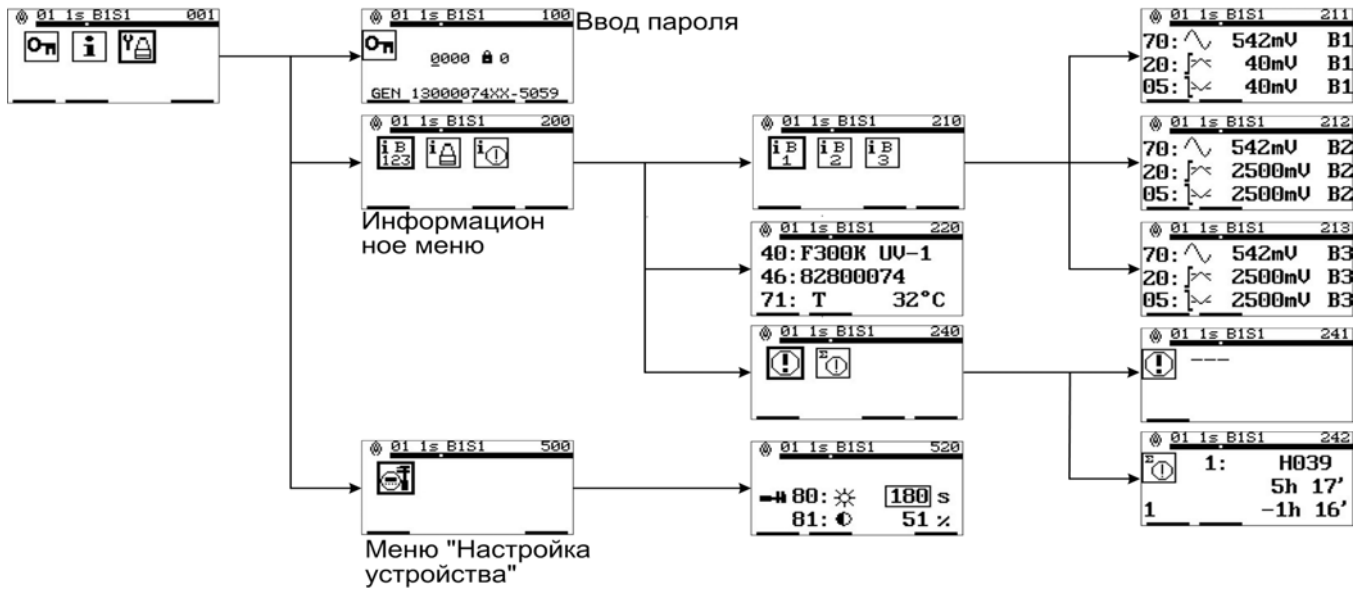 01 1s B1S1 001
01 1s B1S1 100
0000 0
GEN 13000074XX-5059
Ввод пароля
01 1s B1S1 200
i B 123 i i
Информацион
ное меню
01 1s B1S1 500
Меню "Настройка
устройства"
01 1s B1S1 210
i B 1 i B 2 i B 3
01 1s B1S1 220
40:F300K UV-1
46:82800074
71: T 32°C
01 1s B1S1 240
01 1s B1S1 520
80: 180 s
81: 51 %
01 1s B1S1 211
70: 542mV B1
20: 40mV B1
05: 40mV B1
01 1s B1S1 212
70: 542mV B2
20: 2500mV B2
05: 2500mV B2
01 1s B1S1 213
70: 542mV B3
20: 2500mV B3
05: 2500mV B3
01 1s B1S1 241
---
01 1s B1S1 242
Σ 1: H039
5h 17'
1 -1h 16'